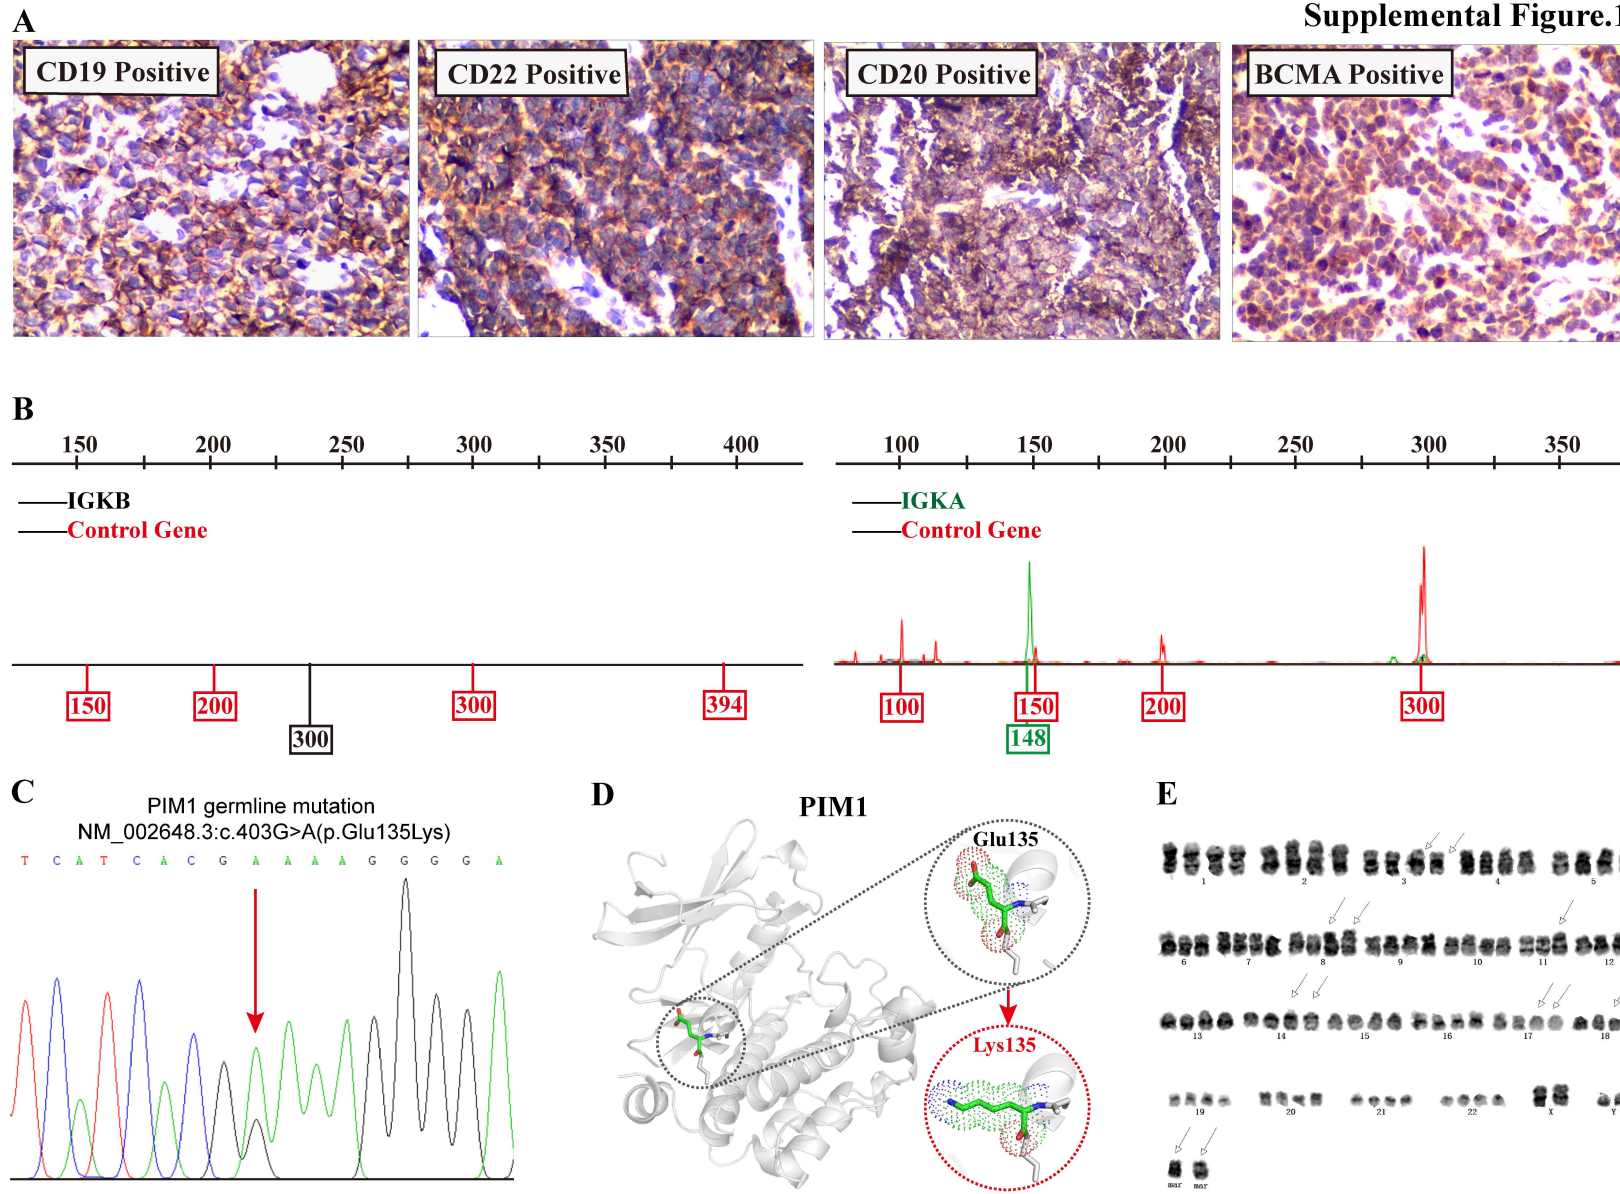 Supplemental Figure.1
A
CD19 Positive
CD22 Positive
CD20 Positive
BCMA Positive
B
150 200 250 300 350 400
IGKB
Control Gene
150 200 300 394
300
100 150 200 250 300 350
IGKA
Control Gene
100 150 200 300
148
C
PIM1 germline mutation
NM_002648.3:c.403G>A(p.Glu135Lys)
T C A T C A C G A A A A G G G G A
D
PIM1
Glu135
Lys135
E
1 2 3 4 5
6 7 8 9 10 11 12
13 14 15 16 17 18
19 20 21 22 X Y
mar mar